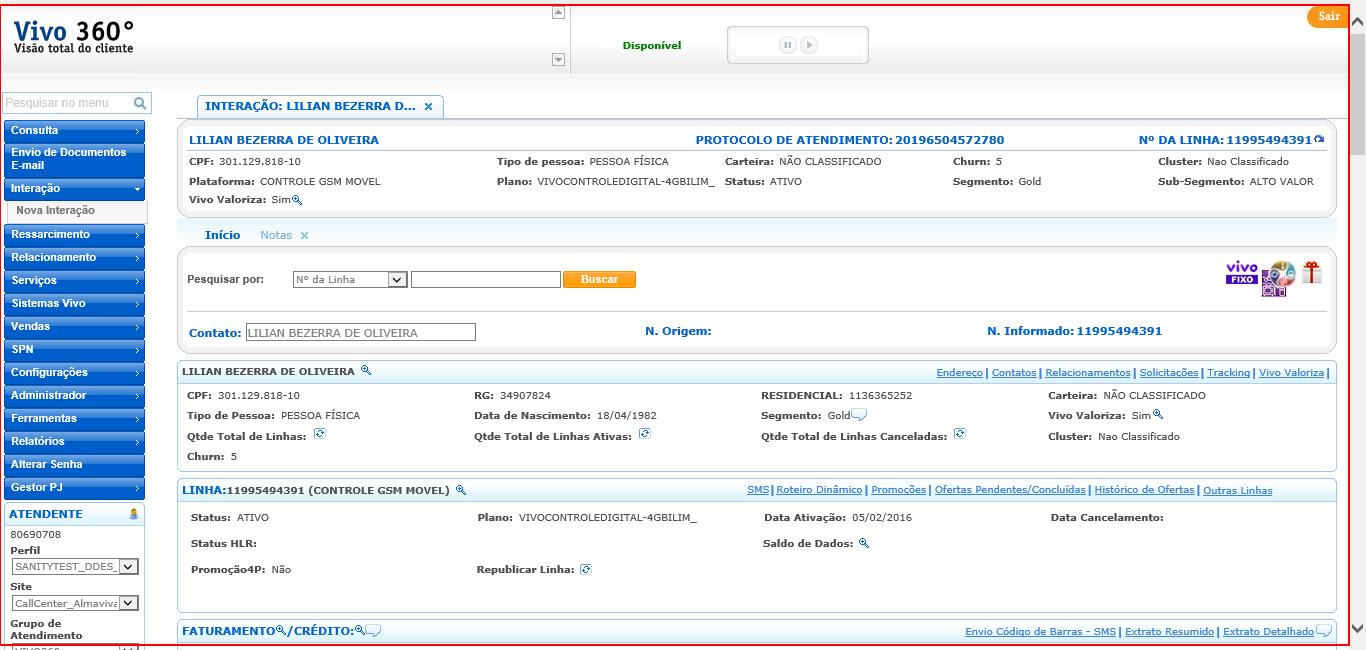 Vivo 360°
Visão total do cliente
Disponível
Sair
Pesquisar no menu
Consulta
Envio de Documentos
E-mail
Interação
Nova Interação
Ressarcimento
Relacionamento
Serviços
Sistemas Vivo
Vendas
SPN
Configurações
Administrador
Ferramentas
Relatórios
Alterar Senha
Gestor PJ
ATENDENTE
80690708
Perfil
SANITYTEST_DDES_
Site
CallCenter_Almaviva
Grupo de
Atendimento
VIVO360
INTERAÇÃO: LILIAN BEZERRA D... ×
LILIAN BEZERRA DE OLIVEIRA PROTOCOLO DE ATENDIMENTO: 20196504572780 Nº DA LINHA: 11995494391
CPF: 301.129.818-10 Tipo de pessoa: PESSOA FÍSICA Carteira: NÃO CLASSIFICADO Churn: 5 Cluster: Nao Classificado
Plataforma: CONTROLE GSM MOVEL Plano: VIVOCONTROLEDIGITAL-4GBILIM_ Status: ATIVO Segmento: Gold Sub-Segmento: ALTO VALOR
Vivo Valoriza: Sim
Início Notas ×
Pesquisar por: Nº da Linha Buscar
vivo
FIXO
Contato: LILIAN BEZERRA DE OLIVEIRA N. Origem: N. Informado: 11995494391
LILIAN BEZERRA DE OLIVEIRA Endereço | Contatos | Relacionamentos | Solicitações | Tracking | Vivo Valoriza |
CPF: 301.129.818-10 RG: 34907824 RESIDENCIAL: 1136365252 Carteira: NÃO CLASSIFICADO
Tipo de Pessoa: PESSOA FÍSICA Data de Nascimento: 18/04/1982 Segmento: Gold Vivo Valoriza: Sim
Qtde Total de Linhas: Qtde Total de Linhas Ativas: Qtde Total de Linhas Canceladas: Cluster: Nao Classificado
Churn: 5
LINHA:11995494391 (CONTROLE GSM MOVEL) SMS | Roteiro Dinâmico | Promoções | Ofertas Pendentes/Concluídas | Histórico de Ofertas | Outras Linhas
Status: ATIVO Plano: VIVOCONTROLEDIGITAL-4GBILIM_ Data Ativação: 05/02/2016 Data Cancelamento:
Status HLR: Saldo de Dados:
Promoção4P: Não Republicar Linha:
FATURAMENTO/CRÉDITO: Envio Código de Barras - SMS | Extrato Resumido | Extrato Detalhado